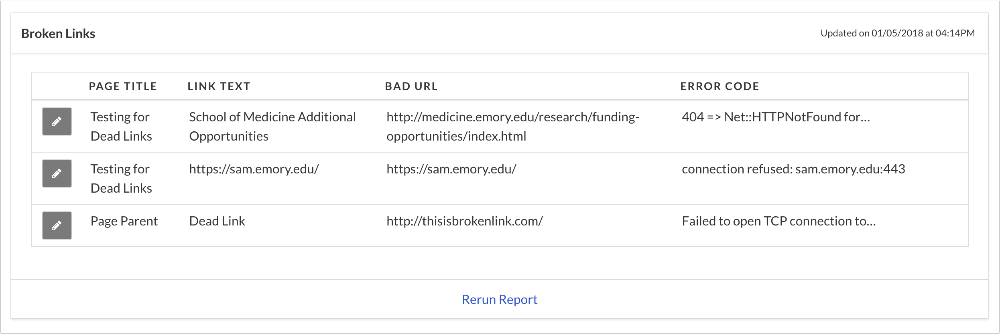 Broken Links
Updated on 01/05/2018 at 04:14PM
PAGE TITLE LINK TEXT BAD URL ERROR CODE
Testing for School of Medicine Additional http://medicine.emory.edu/research/funding- 404 => Net::HTTPNotFound for...
Dead Links Opportunities opportunities/index.html
Testing for https://sam.emory.edu/ https://sam.emory.edu/ connection refused: sam.emory.edu:443
Dead Links
Page Parent Dead Link http://thisisbrokenlink.com/ Failed to open TCP connection to...
Rerun Report